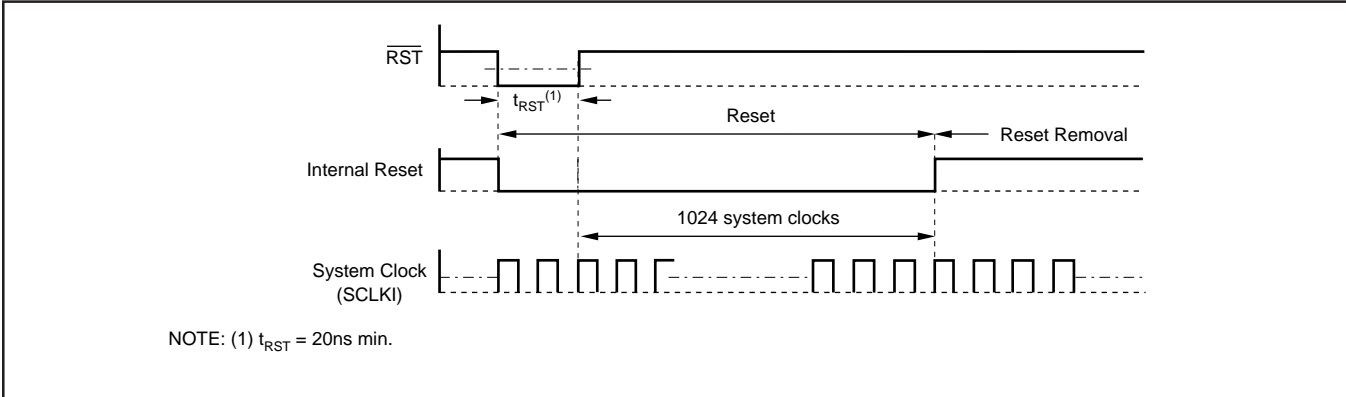 RST
t_RST(1)
Reset
Reset Removal
Internal Reset
1024 system clocks
System Clock
(SCLKI)
NOTE: (1) t_RST = 20ns min.